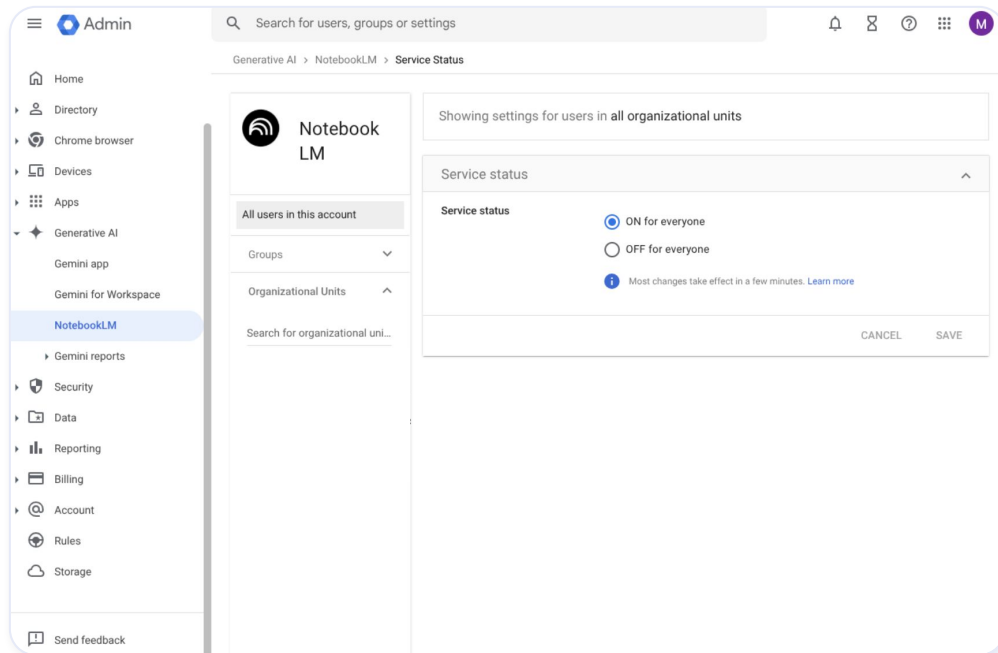 Admin
Search for users, groups or settings
M
Generative AI > NotebookLM > Service Status
Home
Directory
Chrome browser
Devices
Apps
Generative AI
Gemini app
Gemini for Workspace
NotebookLM
Gemini reports
Security
Data
Reporting
Billing
Account
Rules
Storage
Send feedback
Notebook
LM
All users in this account
Groups
Organizational Units
Search for organizational uni...
Showing settings for users in all organizational units
Service status
Service status
ON for everyone
OFF for everyone
Most changes take effect in a few minutes. Learn more
CANCEL SAVE